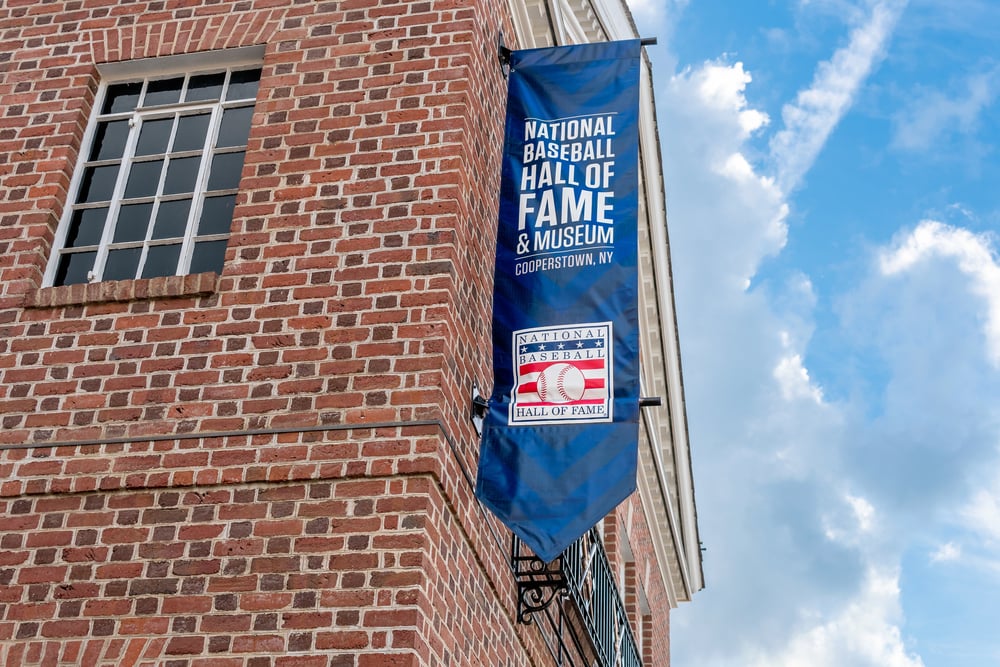 NATIONAL
BASEBALL
HALL OF
FAME
& MUSEUM
COOPERSTOWN, NY
NATIONAL
BASEBALL
HALL OF FAME